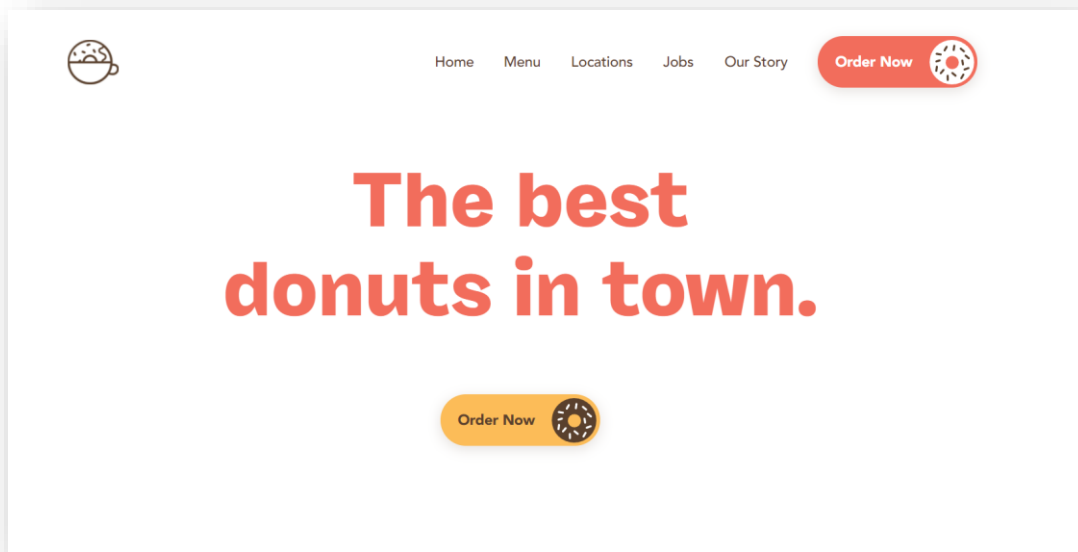 Home Menu Locations Jobs Our Story Order Now
The best
donuts in town.
Order Now